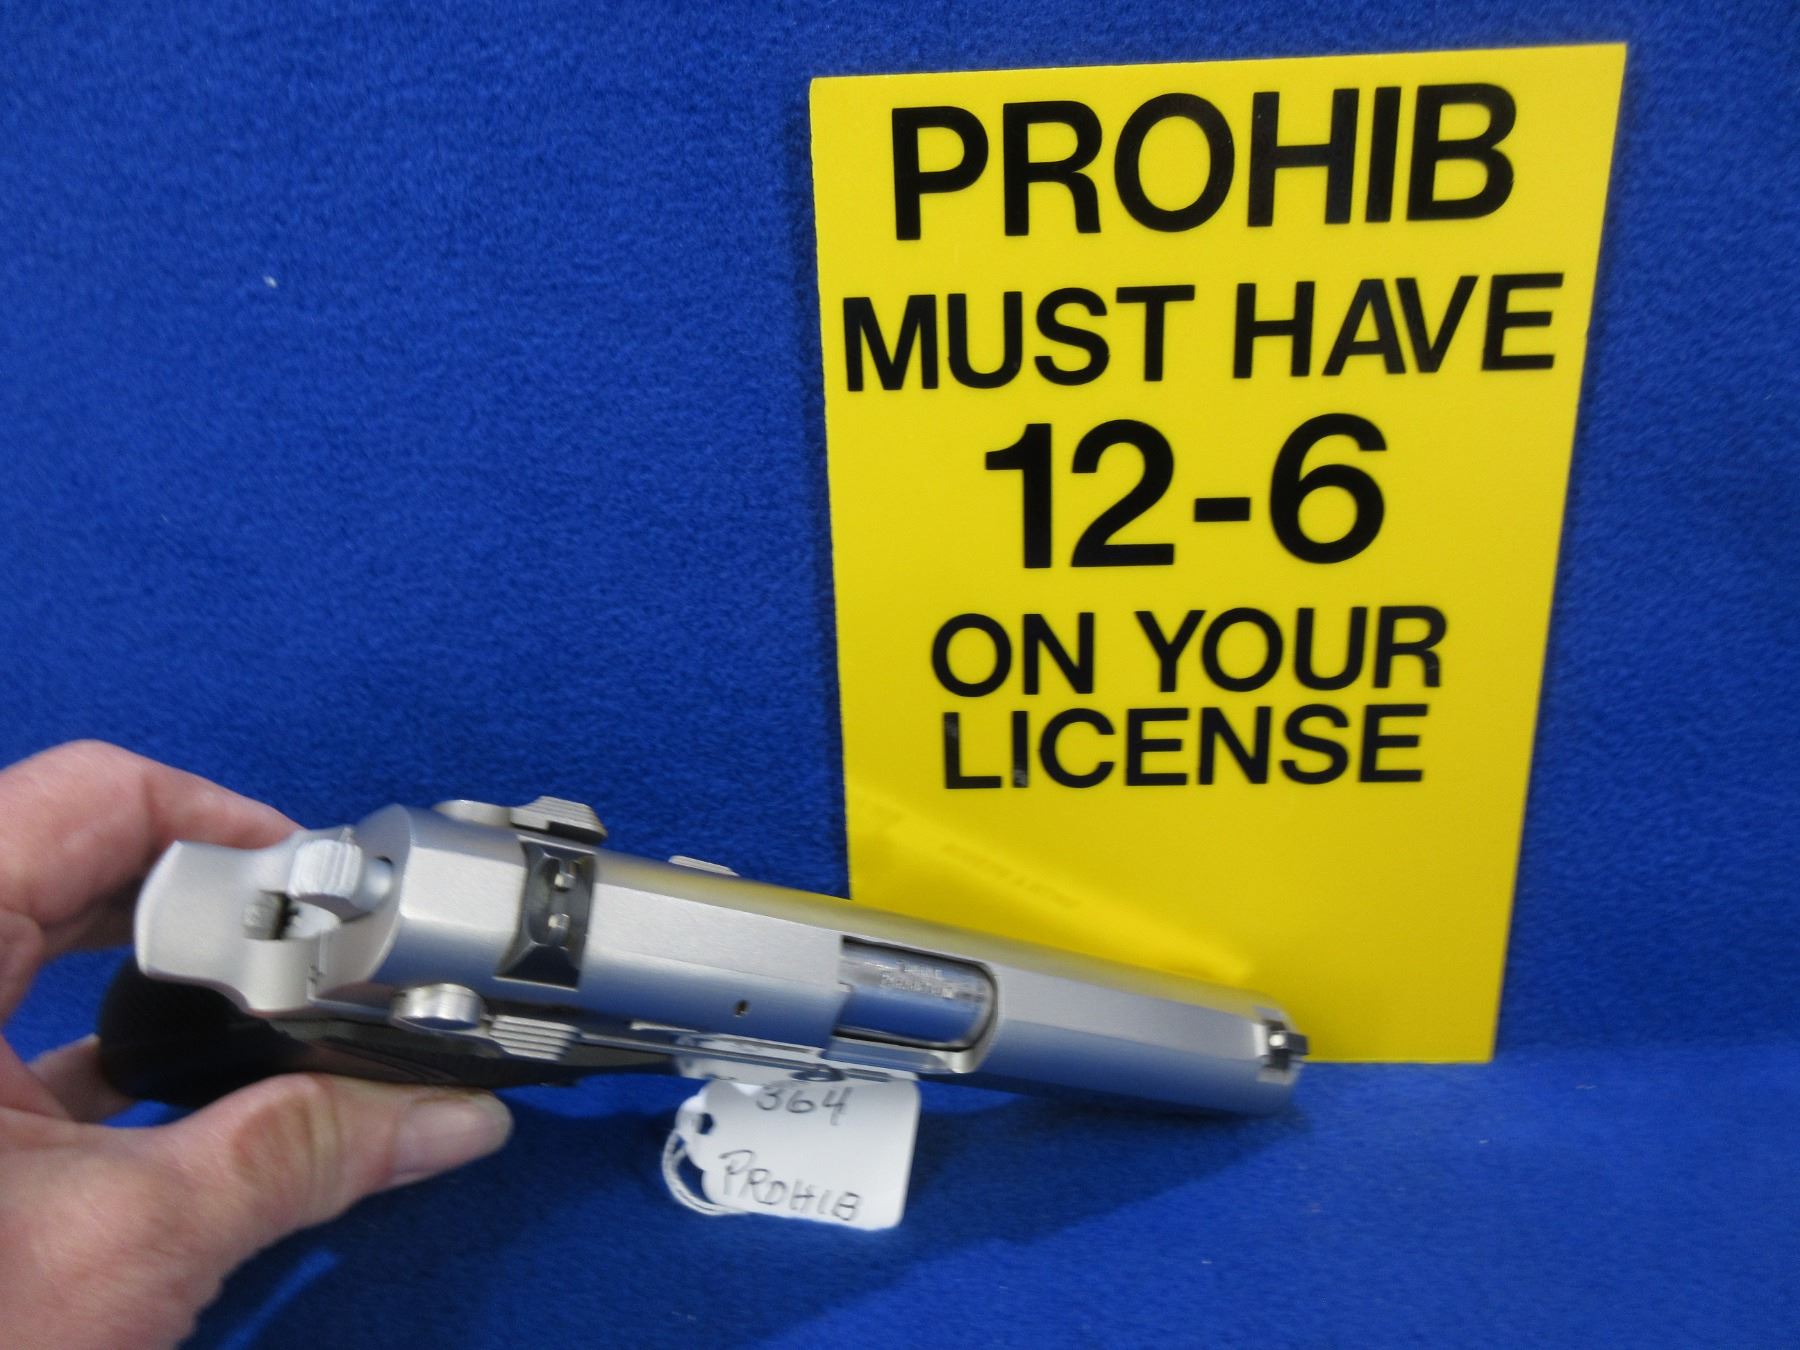 PROHIB
MUST HAVE
12-6
ON YOUR
LICENSE
364
PROHIB